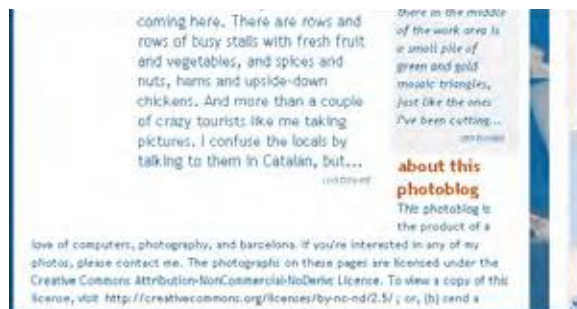 coming here. There are rows and
rows of busy stalls with fresh fruit
and vegetables, and spices and
nuts, hams and upside-down
chickens. And more than a couple
of crazy tourists like me taking
pictures. I confuse the locals by
talking to them in Catalan, but...
continued
there in the middle
of the work area is
a small pile of
green and gold
mosaic triangles,
just like the ones
I've been cutting...
continued
about this
photoblog
This photoblog is
the product of a
love of computers, photography, and barcelona. If you're interested in any of my
photos, please contact me. The photographs on these pages are licensed under the
Creative Commons Attribution-NonCommercial-NoDerivs Licence. To view a copy of this
license, visit http://creativecommons.org/licenses/by-nc-nd/2.5/ ; or, (b) send a